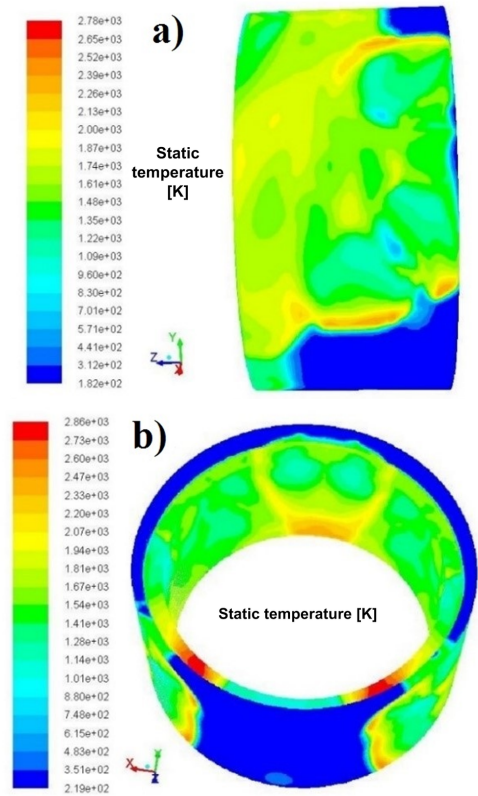 a)
2.78e+03
2.65e+03
2.52e+03
2.39e+03
2.26e+03
2.13e+03
2.00e+03
1.87e+03
1.74e+03
1.61e+03
1.48e+03
1.35e+03
1.22e+03
1.09e+03
9.60e+02
8.30e+02
7.01e+02
5.71e+02
4.41e+02
3.12e+02
1.82e+02
Static
temperature
[K]
Y
Z
X
b)
2.86e+03
2.73e+03
2.60e+03
2.47e+03
2.33e+03
2.20e+03
2.07e+03
1.94e+03
1.81e+03
1.67e+03
1.54e+03
1.41e+03
1.28e+03
1.14e+03
1.01e+03
8.80e+02
7.48e+02
6.15e+02
4.83e+02
3.51e+02
2.19e+02
Static temperature [K]
X
Y
Z